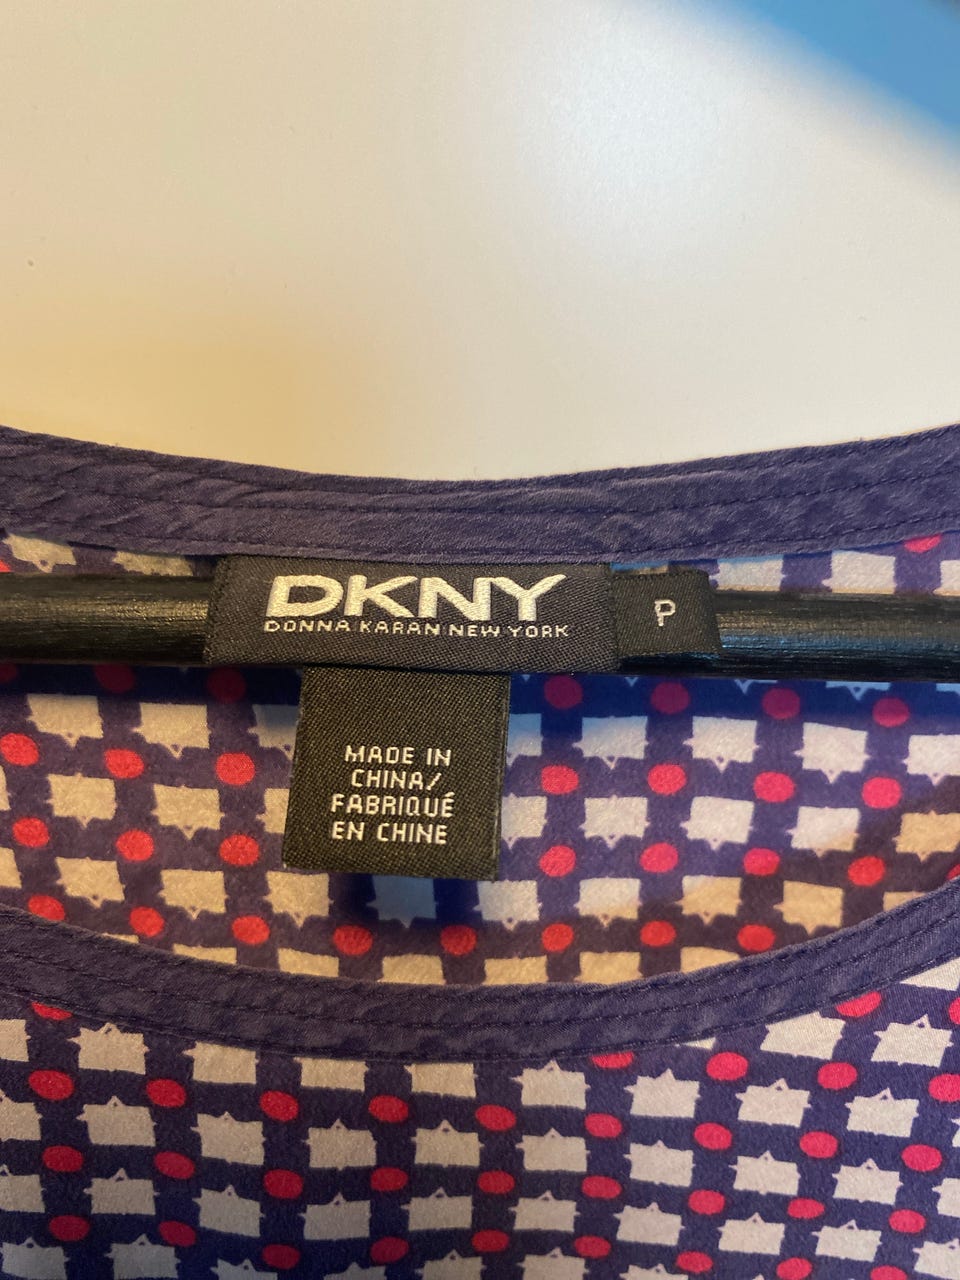 DKNY
DONNA KARAN NEW YORK
P
MADE IN
CHINA/
FABRIQUÉ
EN CHINE